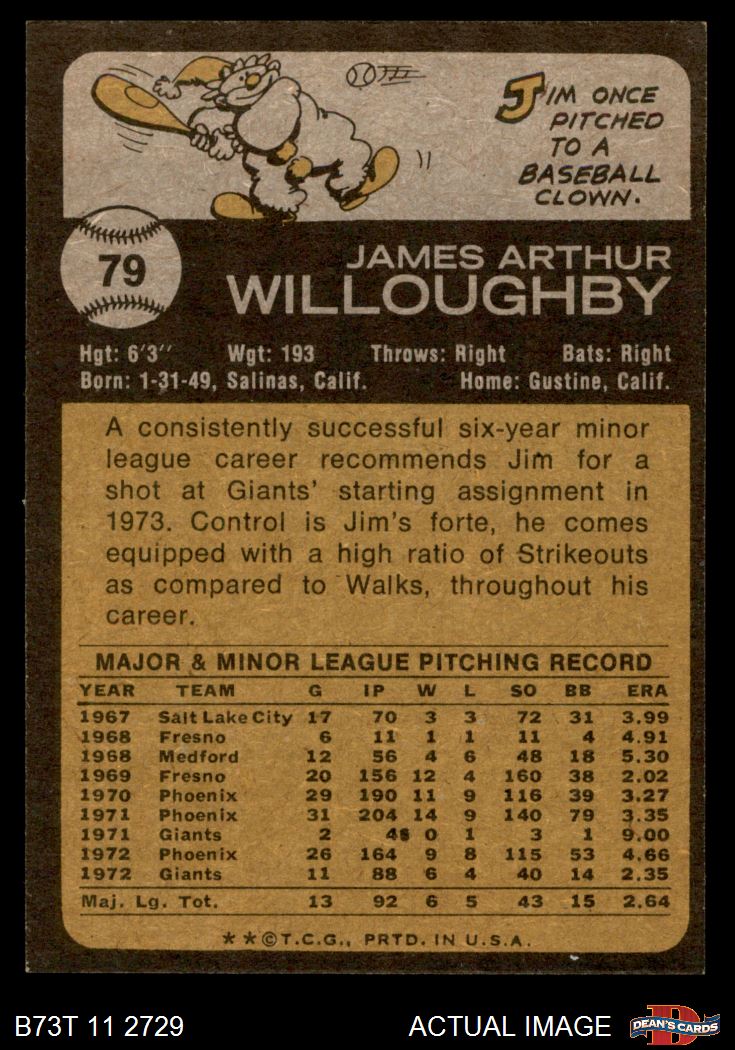 JIM ONCE
PITCHED
TO A
BASEBALL
CLOWN.
79
JAMES ARTHUR
WILLOUGHBY
Hgt: 6'3" Wgt: 193 Throws: Right Bats: Right
Born: 1-31-49, Salinas, Calif. Home: Gustine, Calif.
A consistently successful six-year minor
league career recommends Jim for a
shot at Giants' starting assignment in
1973. Control is Jim's forte, he comes
equipped with a high ratio of Strikeouts
as compared to Walks, throughout his
career.
MAJOR & MINOR LEAGUE PITCHING RECORD
YEAR TEAM G IP W L SO BB ERA
1967 Salt Lake City 17 70 3 3 72 31 3.99
1968 Fresno 6 11 1 1 11 4 4.91
1968 Medford 12 56 4 6 48 18 5.30
1969 Fresno 20 156 12 4 160 38 2.02
1970 Phoenix 29 190 11 9 116 39 3.27
1971 Phoenix 31 204 14 9 140 79 3.35
1971 Giants 2 4 0 1 3 1 9.00
1972 Phoenix 26 164 9 8 115 53 4.66
1972 Giants 11 88 6 4 40 14 2.35
Maj. Lg. Tot. 13 92 6 5 43 15 2.64
**©T.C.G., PRTD. IN U.S.A.
B73T 11 2729 ACTUAL IMAGE
DEAN'S CARDS